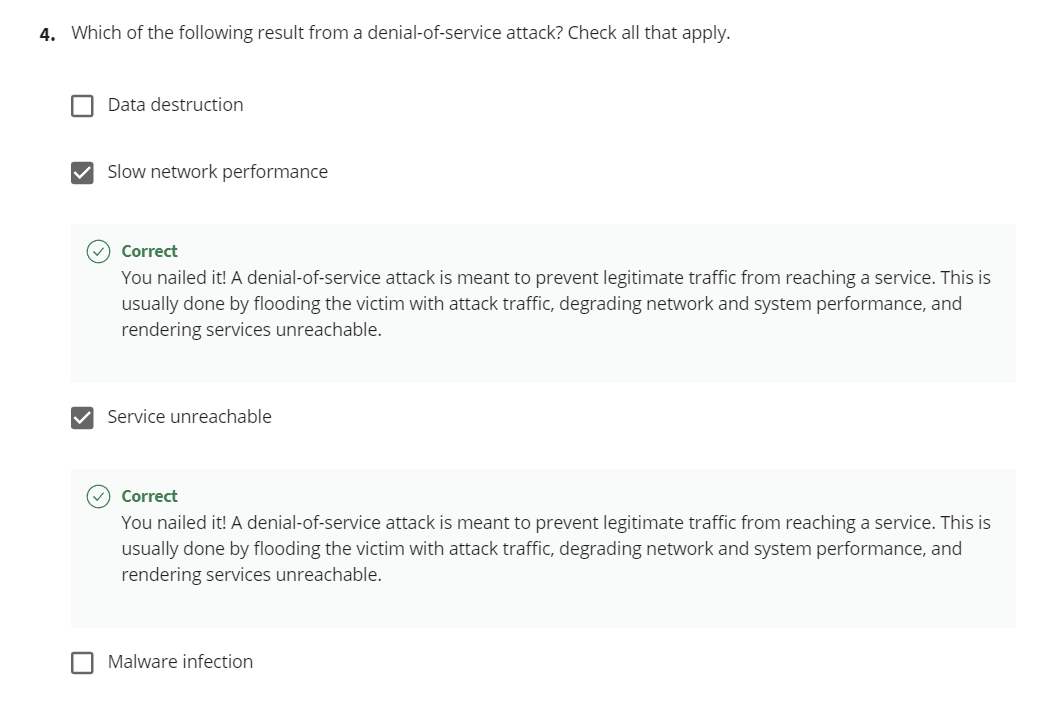 4. Which of the following result from a denial-of-service attack? Check all that apply.
Data destruction
Slow network performance
Correct
You nailed it! A denial-of-service attack is meant to prevent legitimate traffic from reaching a service. This is
usually done by flooding the victim with attack traffic, degrading network and system performance, and
rendering services unreachable.
Service unreachable
Correct
You nailed it! A denial-of-service attack is meant to prevent legitimate traffic from reaching a service. This is
usually done by flooding the victim with attack traffic, degrading network and system performance, and
rendering services unreachable.
Malware infection